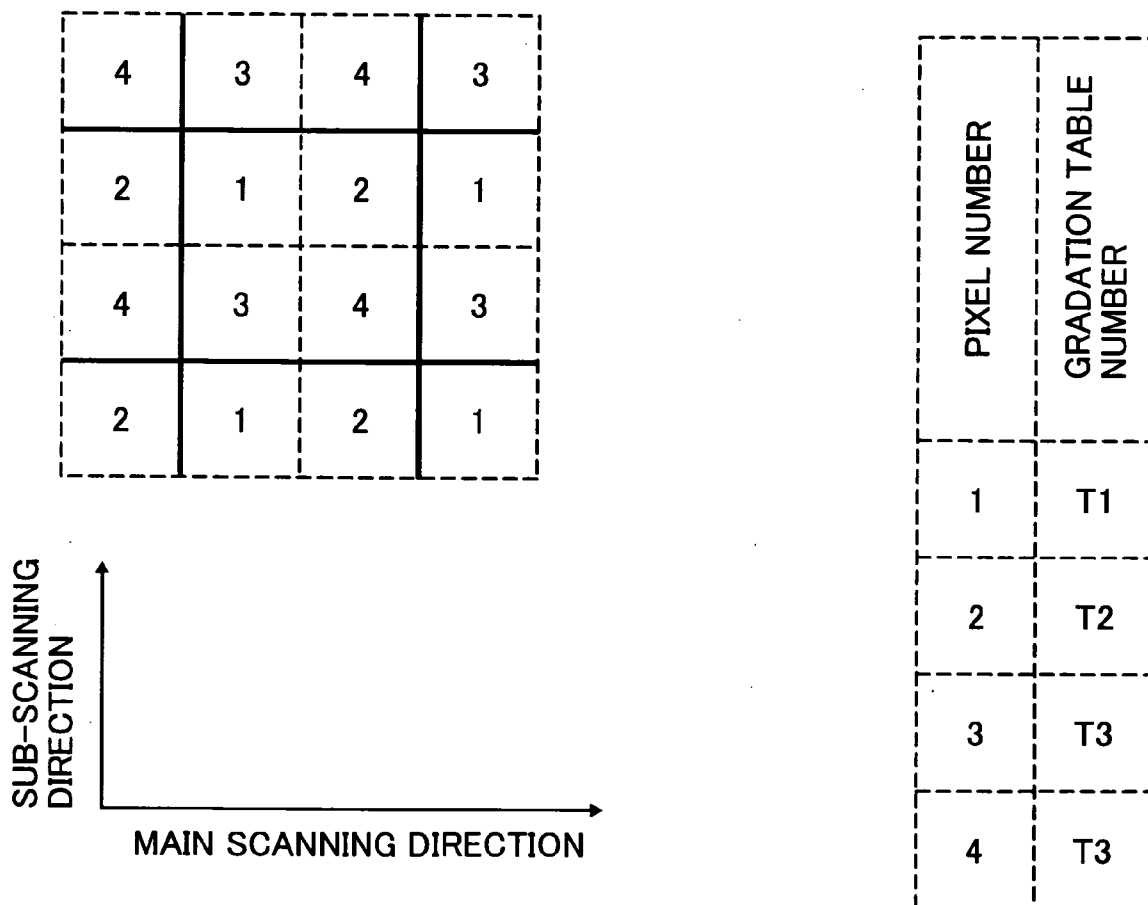 4 3 4 3
2 1 2 1
4 3 4 3
2 1 2 1
SUB-SCANNING
DIRECTION
MAIN SCANNING DIRECTION
PIXEL NUMBER
GRADATION TABLE
NUMBER
1 T1
2 T2
3 T3
4 T3